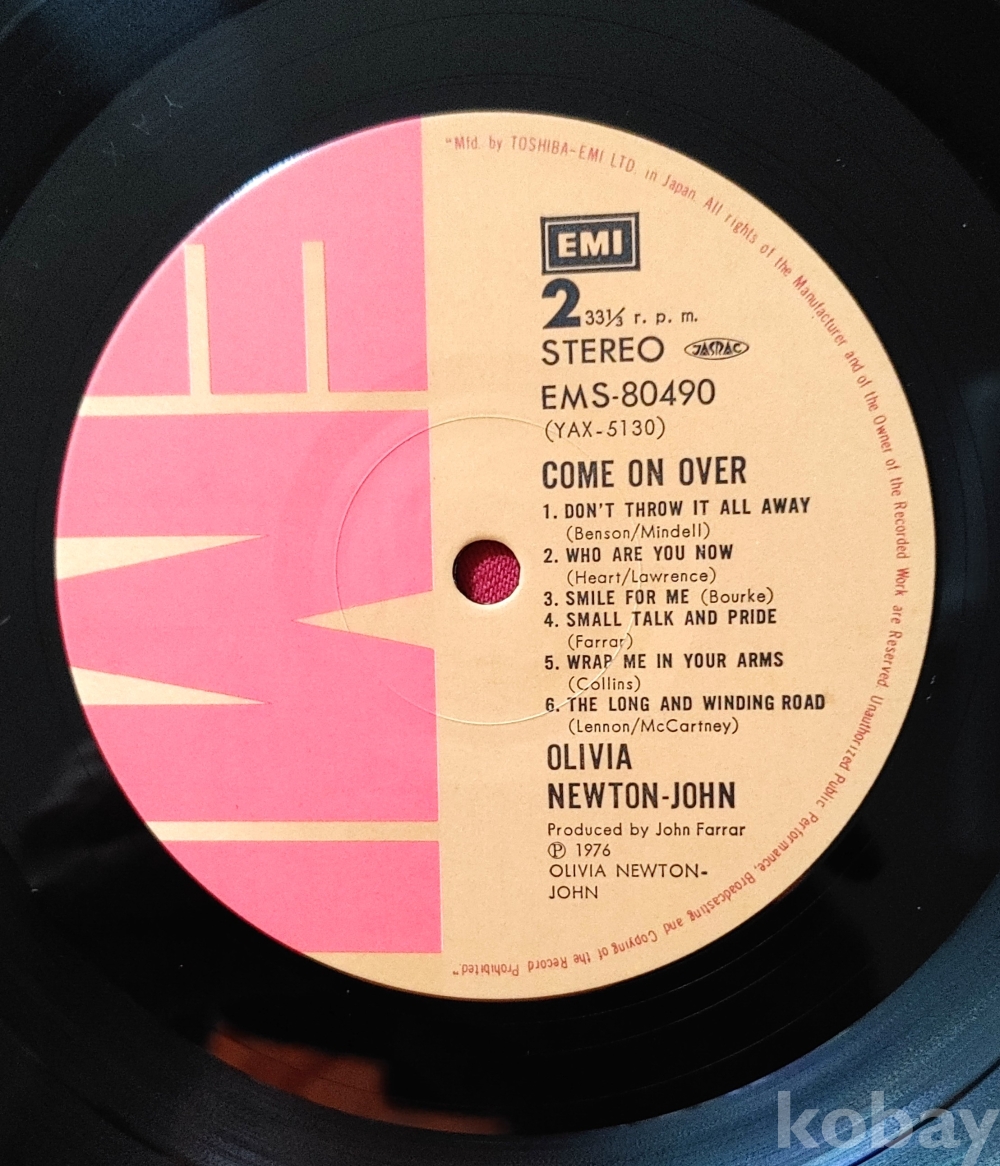 "Mfd. by TOSHIBA-EMI LTD. in Japan. All rights of the Manufacturer and of the Owner of the Recorded Work are Reserved. Unauthorized Public Performance, Broadcasting and Copying of the Record Prohibited."
EMI
2 33⅓ r. p. m.
STEREO JASRAC
EMS-80490
(YAX-5130)
COME ON OVER
1. DON'T THROW IT ALL AWAY
(Benson/Mindell)
2. WHO ARE YOU NOW
(Heart/Lawrence)
3. SMILE FOR ME (Bourke)
4. SMALL TALK AND PRIDE
(Farrar)
5. WRAP ME IN YOUR ARMS
(Collins)
6. THE LONG AND WINDING ROAD
(Lennon/McCartney)
OLIVIA
NEWTON-JOHN
Produced by John Farrar
℗ 1976
OLIVIA NEWTON-
JOHN
EMI
kobay